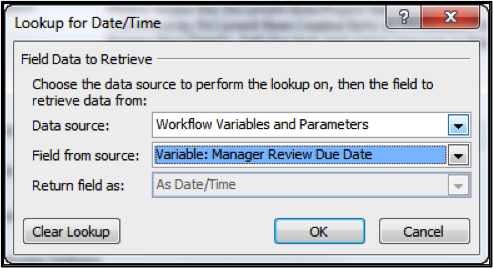 Lookup for Date/Time
Field Data to Retrieve
Choose the data source to perform the lookup on, then the field to
retrieve data from:
Data source: Workflow Variables and Parameters
Field from source: Variable: Manager Review Due Date
Return field as: As Date/Time
Clear Lookup OK Cancel